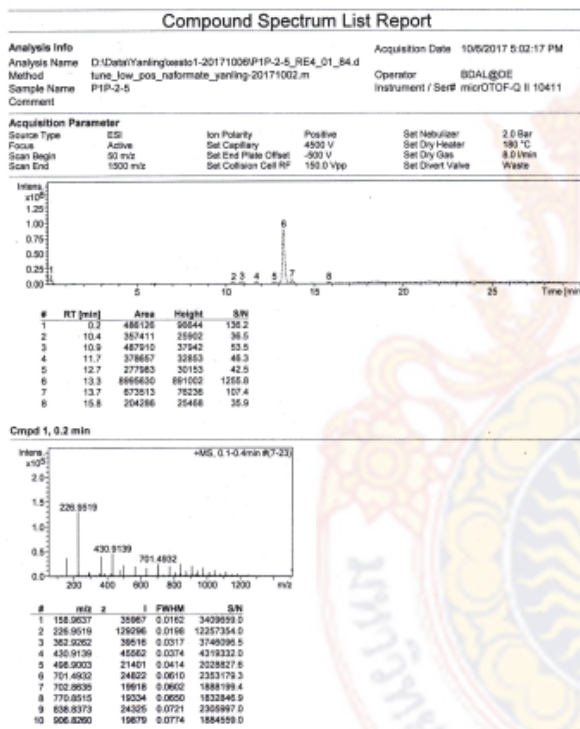 Compound Spectrum List Report
Analysis Info
Acquisition Date 10/6/2017 5:02:17 PM
Analysis Name D:\Data\Yanling\sesto1-20171006\P1P-2-5_RE4_01_84.d
Method tune_low_pos_naformate_yanling-20171002.m
Operator BDAL@DE
Sample Name P1P-2-5
Instrument / Ser# micrOTOF-Q II 10411
Comment
Acquisition Parameter
Source Type ESI Ion Polarity Positive Set Nebulizer 2.0 Bar
Focus Active Set Capillary 4500 V Set Dry Heater 180 °C
Scan Begin 50 m/z Set End Plate Offset -500 V Set Dry Gas 8.0 l/min
Scan End 1500 m/z Set Collision Cell RF 150.0 Vpp Set Divert Valve Waste
Intens.
x10
1.25
1.00
0.75
0.50
0.25
0.00
1 2 3 4 5 6 7 8
5 10 15 20 25 Time [min]
# RT [min] Area Height S/N
1 0.2 486126 96644 136.2
2 10.4 357411 25902 36.5
3 10.9 487910 37942 53.5
4 11.7 378657 32853 46.3
5 12.7 277983 30153 42.5
6 13.3 8995630 891002 1255.8
7 13.7 673513 76236 107.4
8 15.8 204286 25466 35.9
Cmpd 1, 0.2 min
Intens.
x10⁵
+MS, 0.1-0.4min #(7-23)
2.0
1.5
1.0
0.5
0.0
226.9519
430.9139
701.4932
200 400 600 800 1000 1200 m/z
# m/z z I FWHM S/N
1 158.9637 35967 0.0162 3409859.0
2 226.9519 129296 0.0196 12257354.0
3 362.9262 39516 0.0317 3746096.5
4 430.9139 45562 0.0374 4319332.0
5 498.9003 21401 0.0414 2028827.6
6 701.4932 24822 0.0610 2353179.3
7 702.8635 19918 0.0602 1888199.4
8 770.8515 19334 0.0650 1832846.9
9 838.8373 24325 0.0721 2305997.0
10 906.8260 19879 0.0774 1884559.0